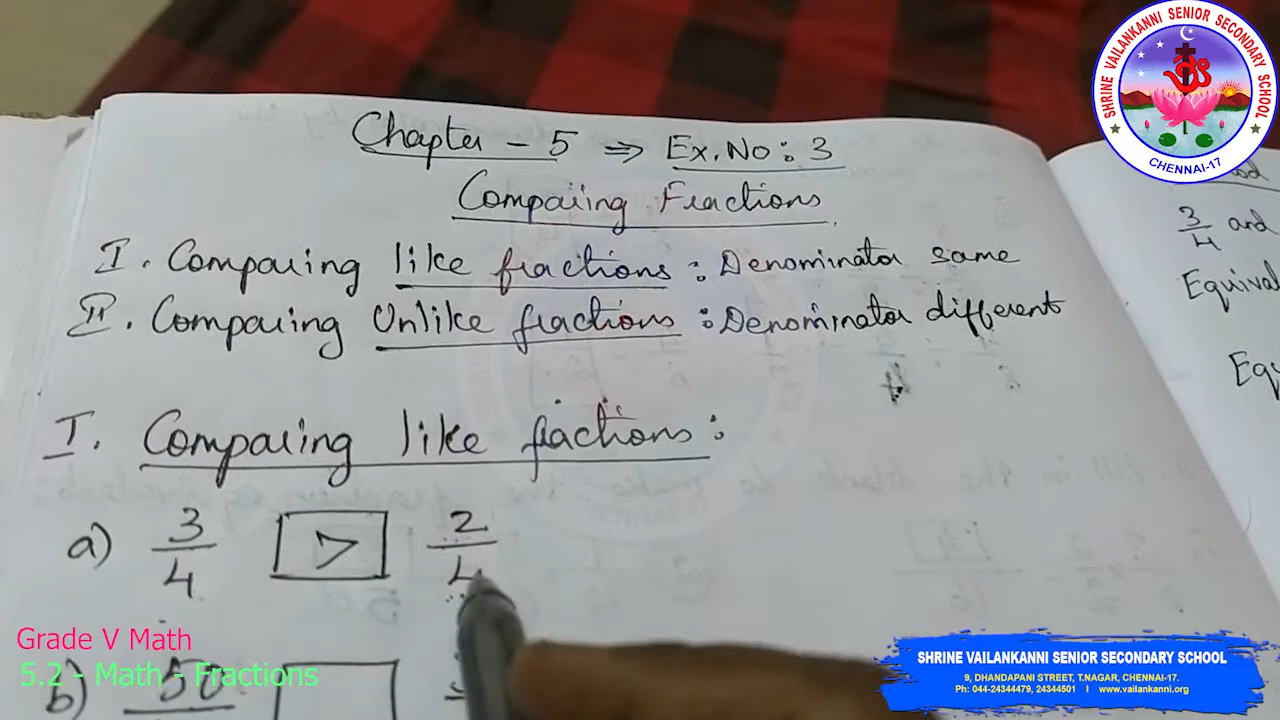 SHRINE VAILANKANNI SENIOR SECONDARY SCHOOL
CHENNAI-17
Chapter - 5 ⇒ Ex.No: 3
Comparing Fractions
I. Comparing like fractions : Denominator same
II. Comparing Unlike fractions : Denominator different
I. Comparing like fractions:
a) 3/4 > 2/4
b) 50
3/4 and
Grade V Math
5.2 - Math - Fractions
SHRINE VAILANKANNI SENIOR SECONDARY SCHOOL
9, DHANDAPANI STREET, T.NAGAR, CHENNAI-17.
Ph: 044-24344479, 24344501 I www.vailankanni.org